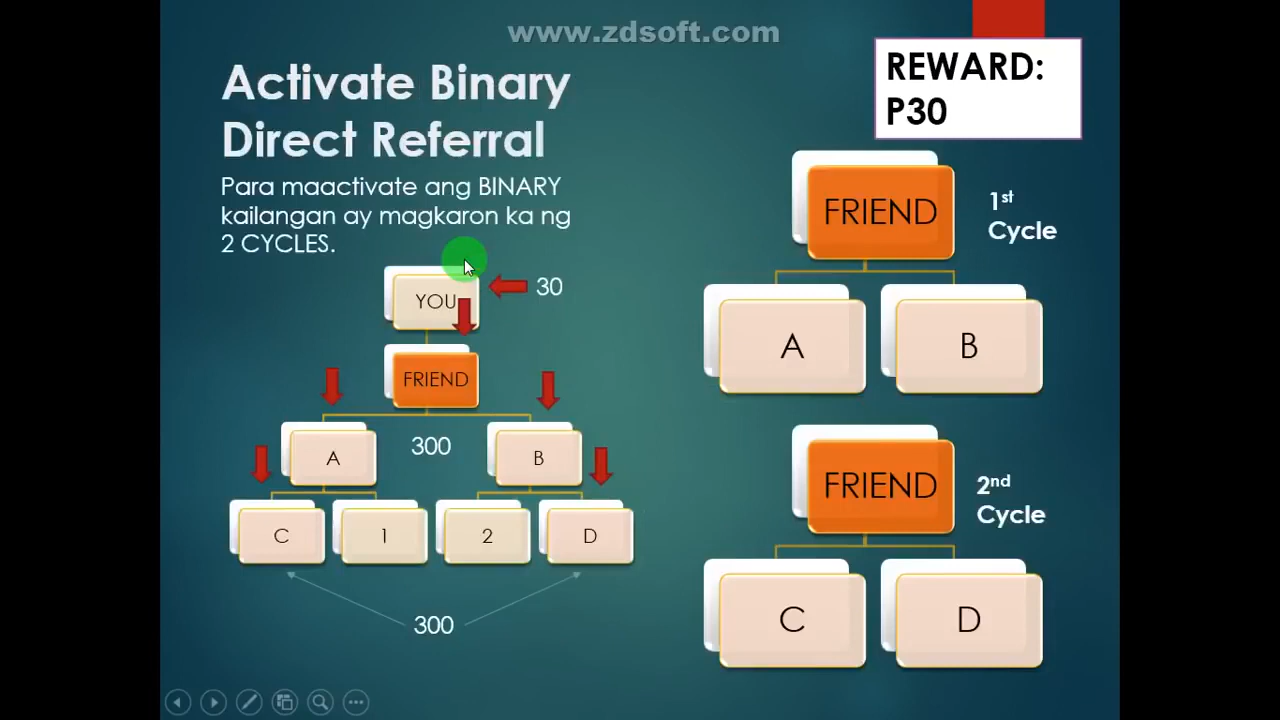 www.zdsoft.com
Activate Binary
Direct Referral
Para maactivate ang BINARY
kailangan ay magkaron ka ng
2 CYCLES.
YOU
30
FRIEND
A
300
B
C
1
2
D
300
REWARD:
P30
FRIEND
1st
Cycle
A
B
FRIEND
2nd
Cycle
C
D